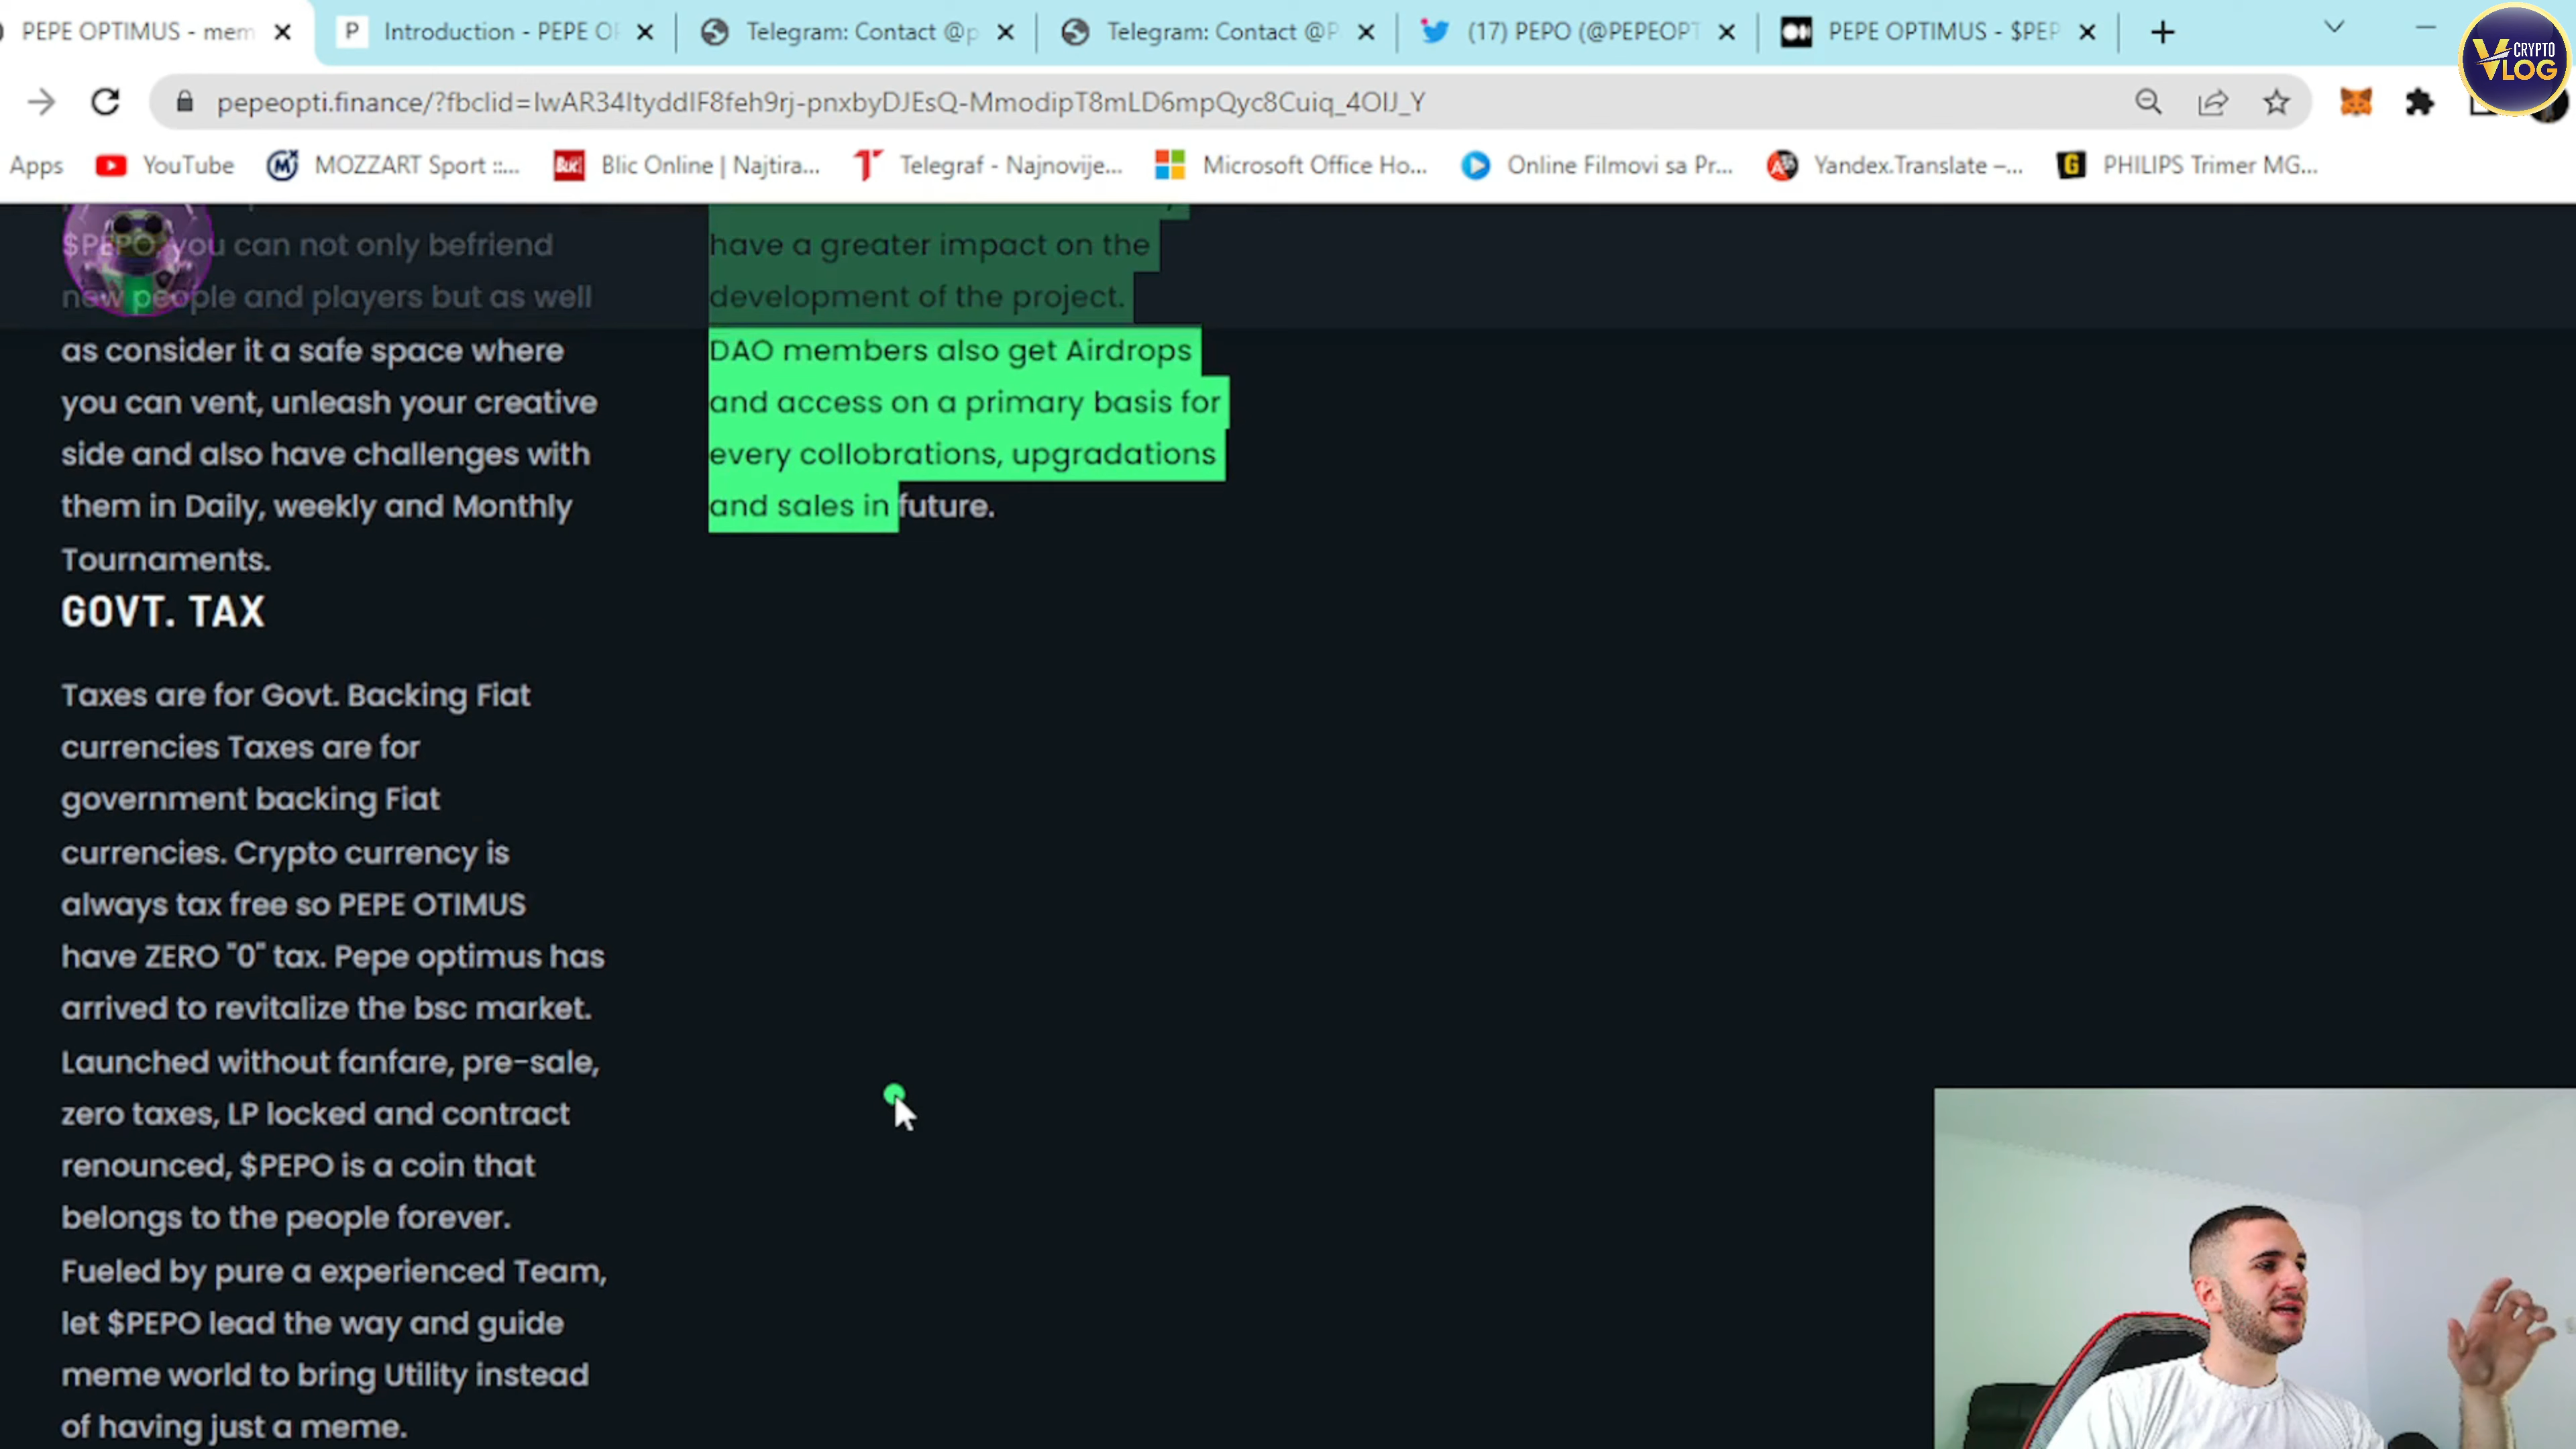 PEPE OPTIMUS - mem
Introduction - PEPE O
Telegram: Contact @p
Telegram: Contact @P
(17) PEPO (@PEPEOPT
PEPE OPTIMUS - $PEP
CRYPTO
VLOG
pepeopti.finance/?fbclid=IwAR34ItyddIF8feh9rj-pnxbyDJEsQ-MmodipT8mLD6mpQyc8Cuiq_4OIJ_Y
Apps
YouTube
MOZZART Sport ::...
Blic Online | Najtira...
Telegraf - Najnovije...
Microsoft Office Ho...
Online Filmovi sa Pr...
Yandex.Translate –...
PHILIPS Trimer MG...
$PEPO, you can not only befriend
new people and players but as well
as consider it a safe space where
you can vent, unleash your creative
side and also have challenges with
them in Daily, weekly and Monthly
Tournaments.
GOVT. TAX
Taxes are for Govt. Backing Fiat
currencies Taxes are for
government backing Fiat
currencies. Crypto currency is
always tax free so PEPE OTIMUS
have ZERO "0" tax. Pepe optimus has
arrived to revitalize the bsc market.
Launched without fanfare, pre-sale,
zero taxes, LP locked and contract
renounced, $PEPO is a coin that
belongs to the people forever.
Fueled by pure a experienced Team,
let $PEPO lead the way and guide
meme world to bring Utility instead
of having just a meme.
have a greater impact on the
development of the project.
DAO members also get Airdrops
and access on a primary basis for
every collobrations, upgradations
and sales in future.